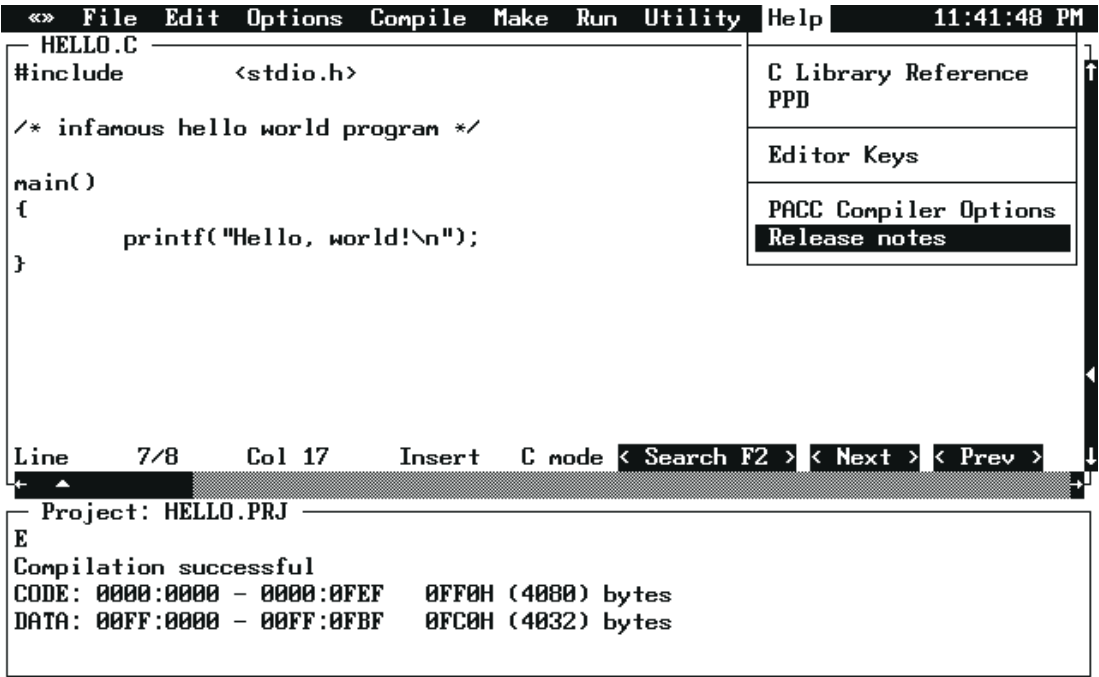 «» File Edit Options Compile Make Run Utility Help 11:41:48 PM
HELLO.C
#include <stdio.h>
/* infamous hello world program */
main()
{
printf("Hello, world!\n");
}
C Library Reference
PPD
Editor Keys
PACC Compiler Options
Release notes
Line 7/8 Col 17 Insert C mode < Search F2 > < Next > < Prev >
Project: HELLO.PRJ
E
Compilation successful
CODE: 0000:0000 - 0000:0FEF 0FF0H (4080) bytes
DATA: 00FF:0000 - 00FF:0FBF 0FC0H (4032) bytes